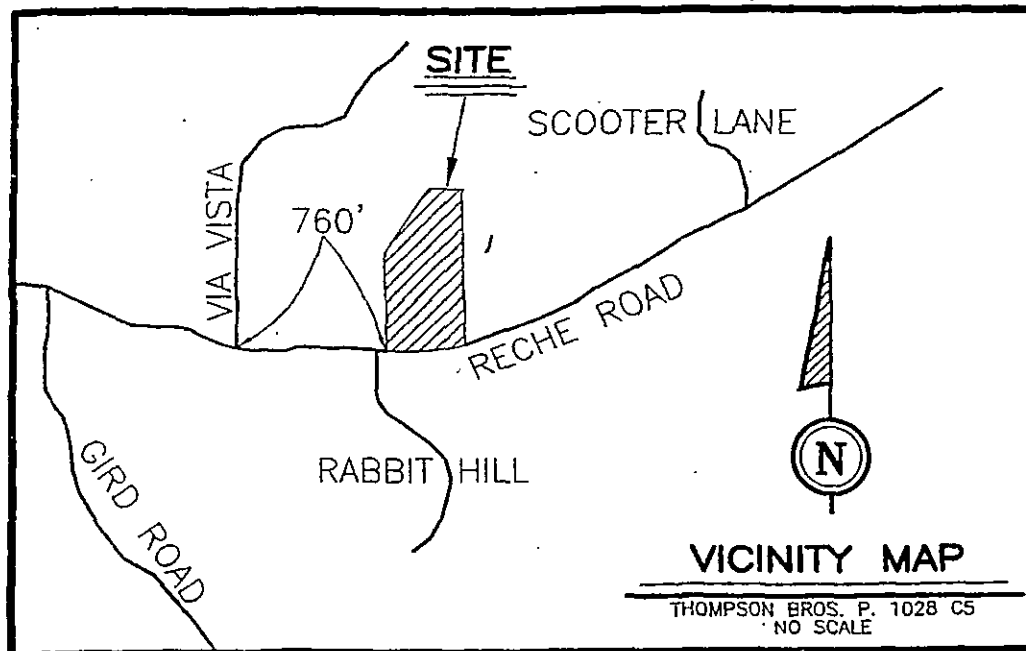 SITE
SCOOTER LANE
VIA VISTA
760'
RECHE ROAD
GIRD ROAD
RABBIT HILL
N
VICINITY MAP
THOMPSON BROS. P. 1028 C5
NO SCALE